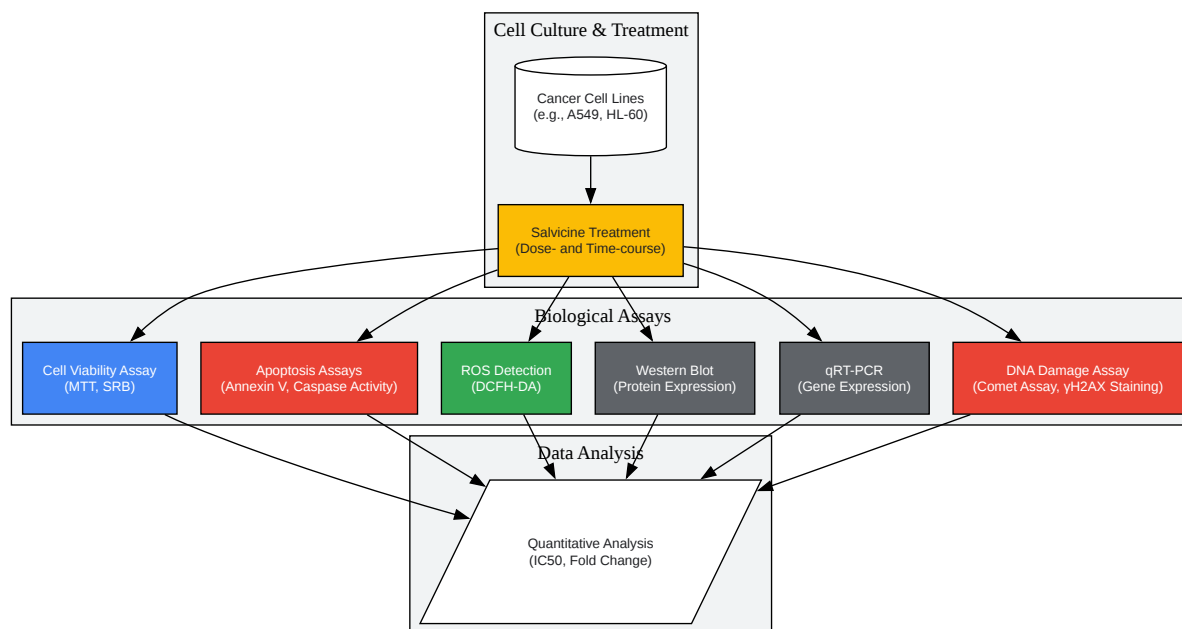 Cell Culture & Treatment
Cancer Cell Lines
(e.g., A549, HL-60)
Salvicine Treatment
(Dose- and Time-course)
Biological Assays
Cell Viability Assay
(MTT, SRB)
Apoptosis Assays
(Annexin V, Caspase Activity)
ROS Detection
(DCFH-DA)
Western Blot
(Protein Expression)
qRT-PCR
(Gene Expression)
DNA Damage Assay
(Comet Assay, γH2AX Staining)
Data Analysis
Quantitative Analysis
(IC50, Fold Change)